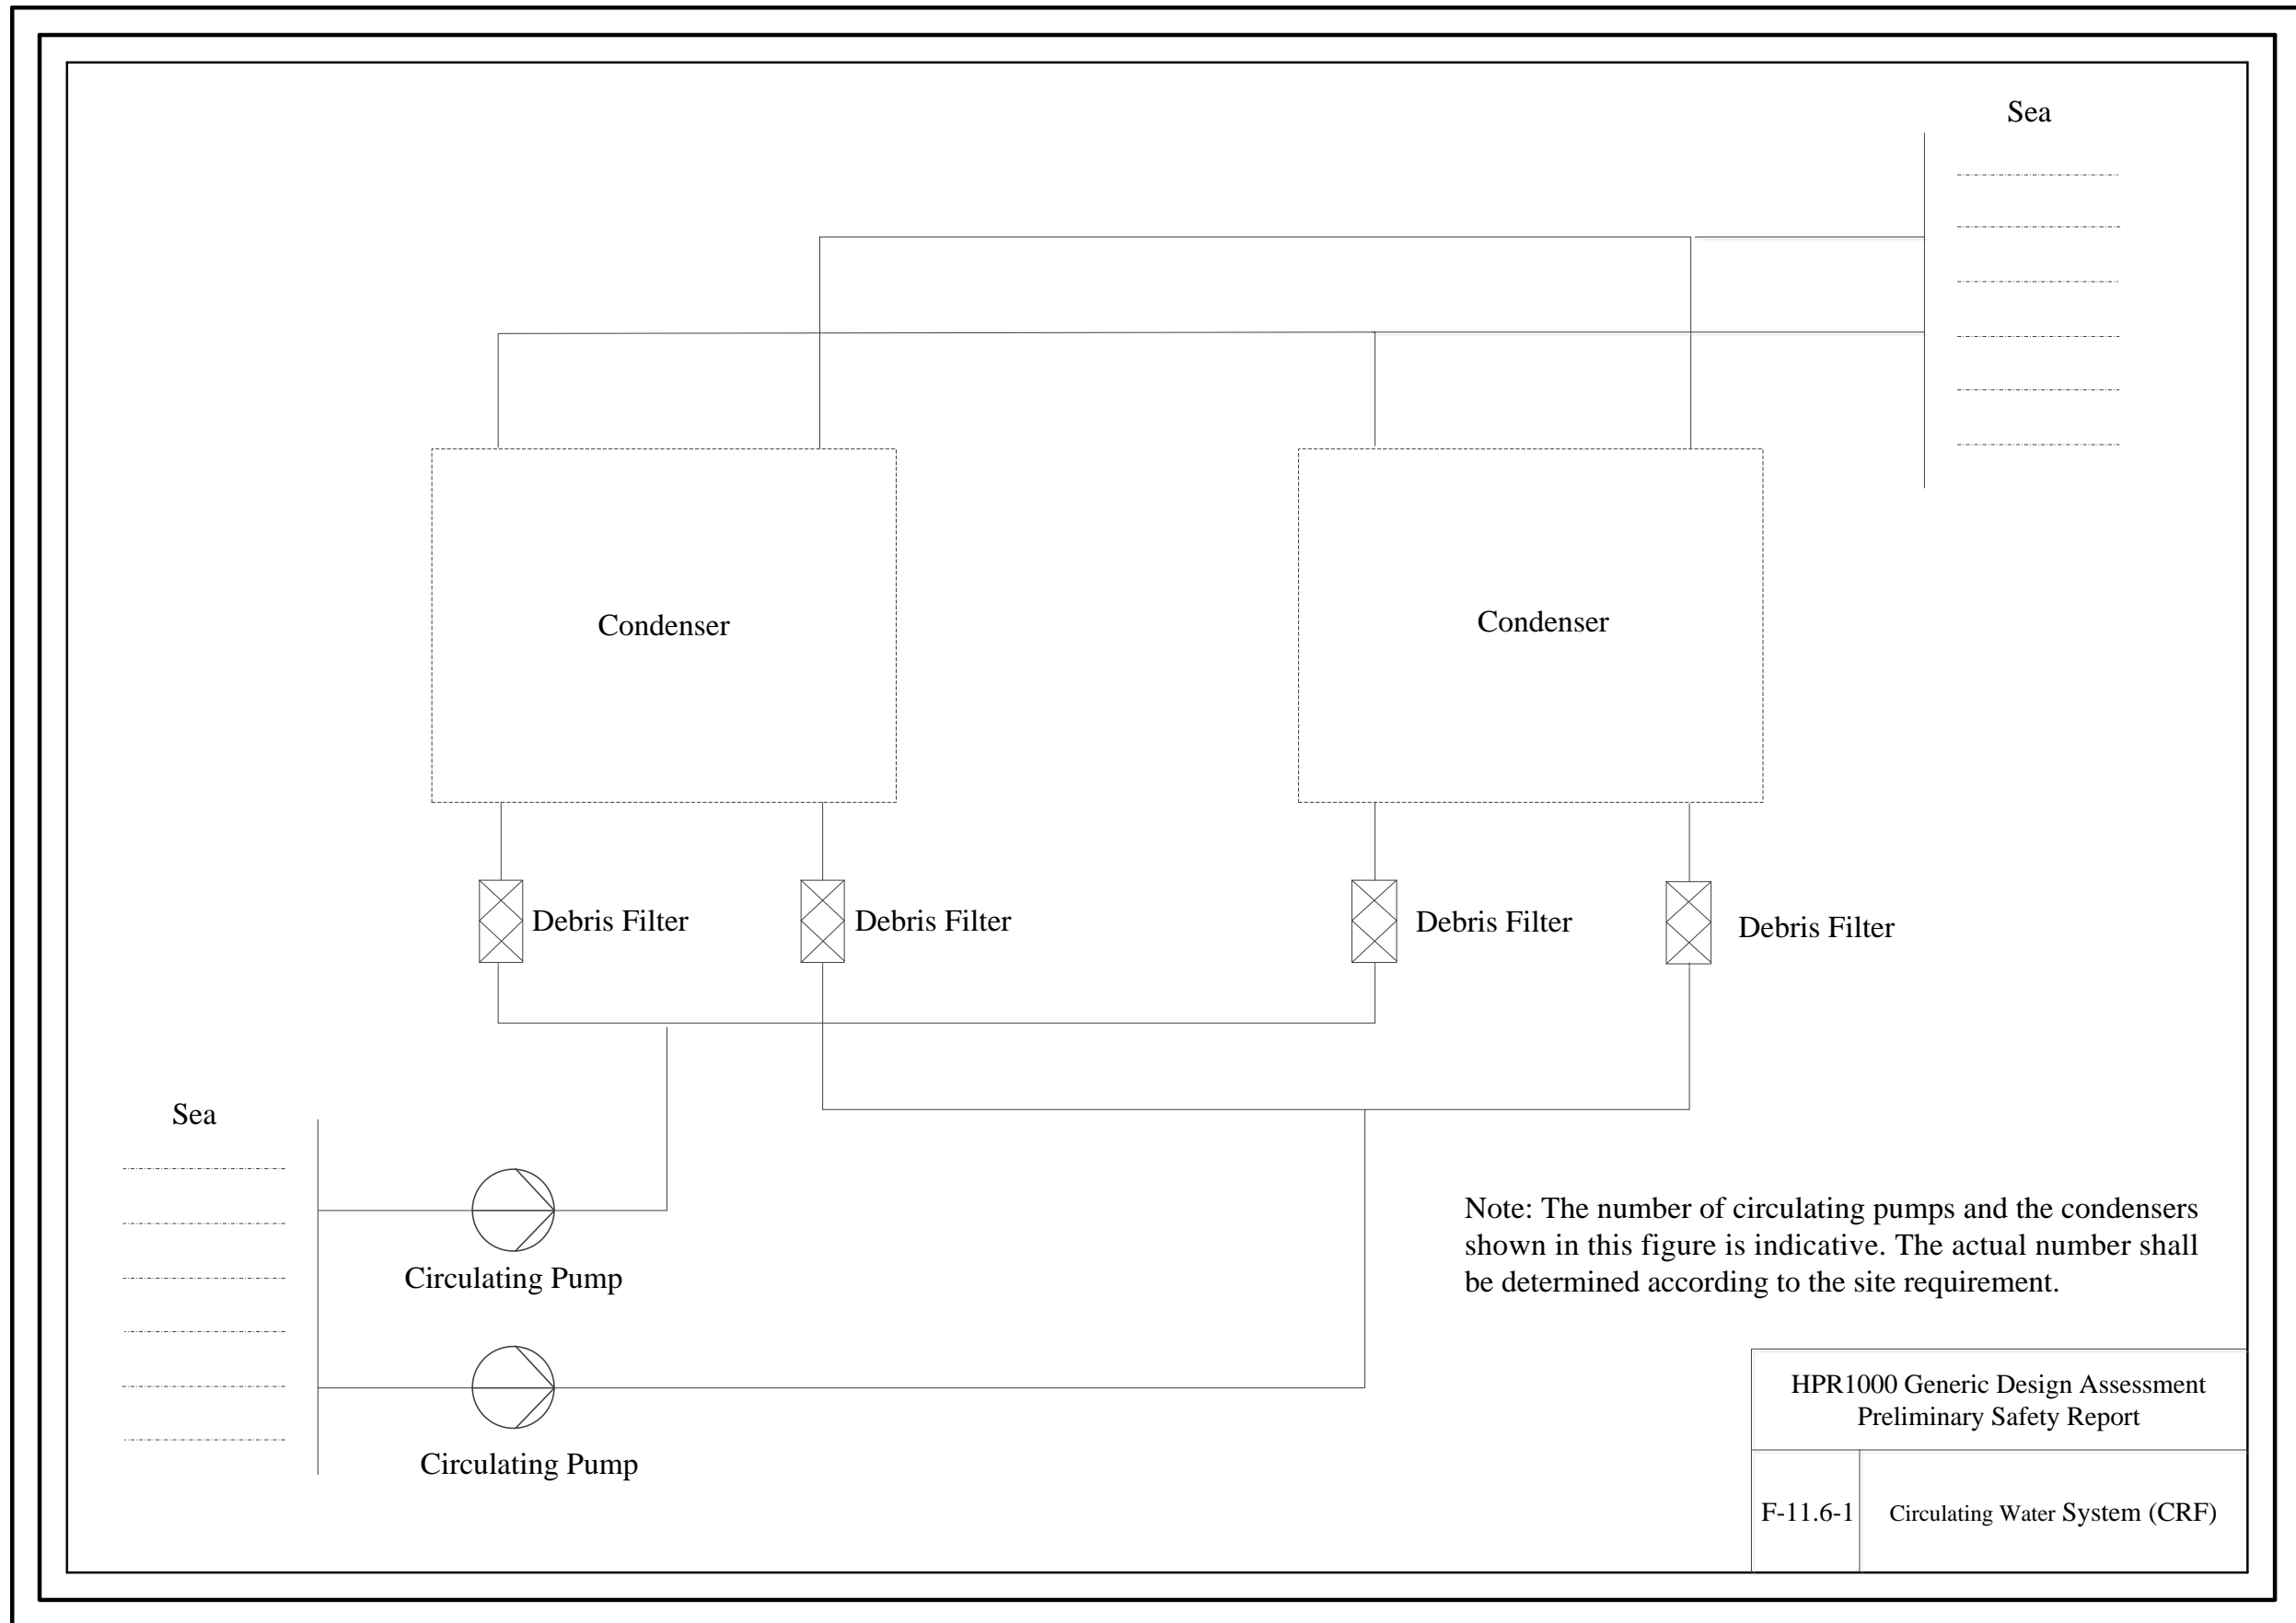 Sea
Condenser
Condenser
Debris Filter
Debris Filter
Debris Filter
Debris Filter
Sea
Circulating Pump
Circulating Pump
Note: The number of circulating pumps and the condensers
shown in this figure is indicative. The actual number shall
be determined according to the site requirement.
HPR1000 Generic Design Assessment
Preliminary Safety Report
F-11.6-1
Circulating Water System (CRF)